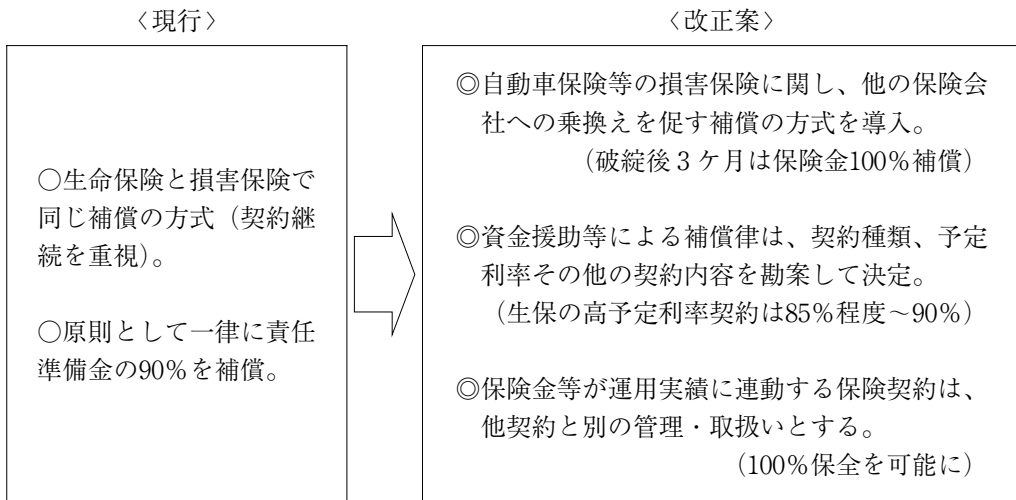 〈現行〉
○生命保険と損害保険で
同じ補償の方式（契約継
続を重視）。
○原則として一律に責任
準備金の90％を補償。
〈改正案〉
◎自動車保険等の損害保険に関し、他の保険会
社への乗換えを促す補償の方式を導入。
（破綻後３ケ月は保険金100％補償）
◎資金援助等による補償律は、契約種類、予定
利率その他の契約内容を勘案して決定。
（生保の高予定利率契約は85％程度～90％）
◎保険金等が運用実績に連動する保険契約は、
他契約と別の管理・取扱いとする。
（100％保全を可能に）